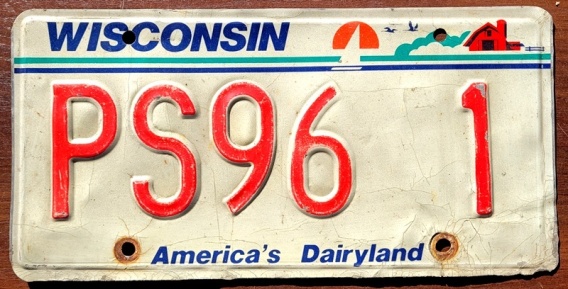 WISCONSIN
PS96 1
America's Dairyland